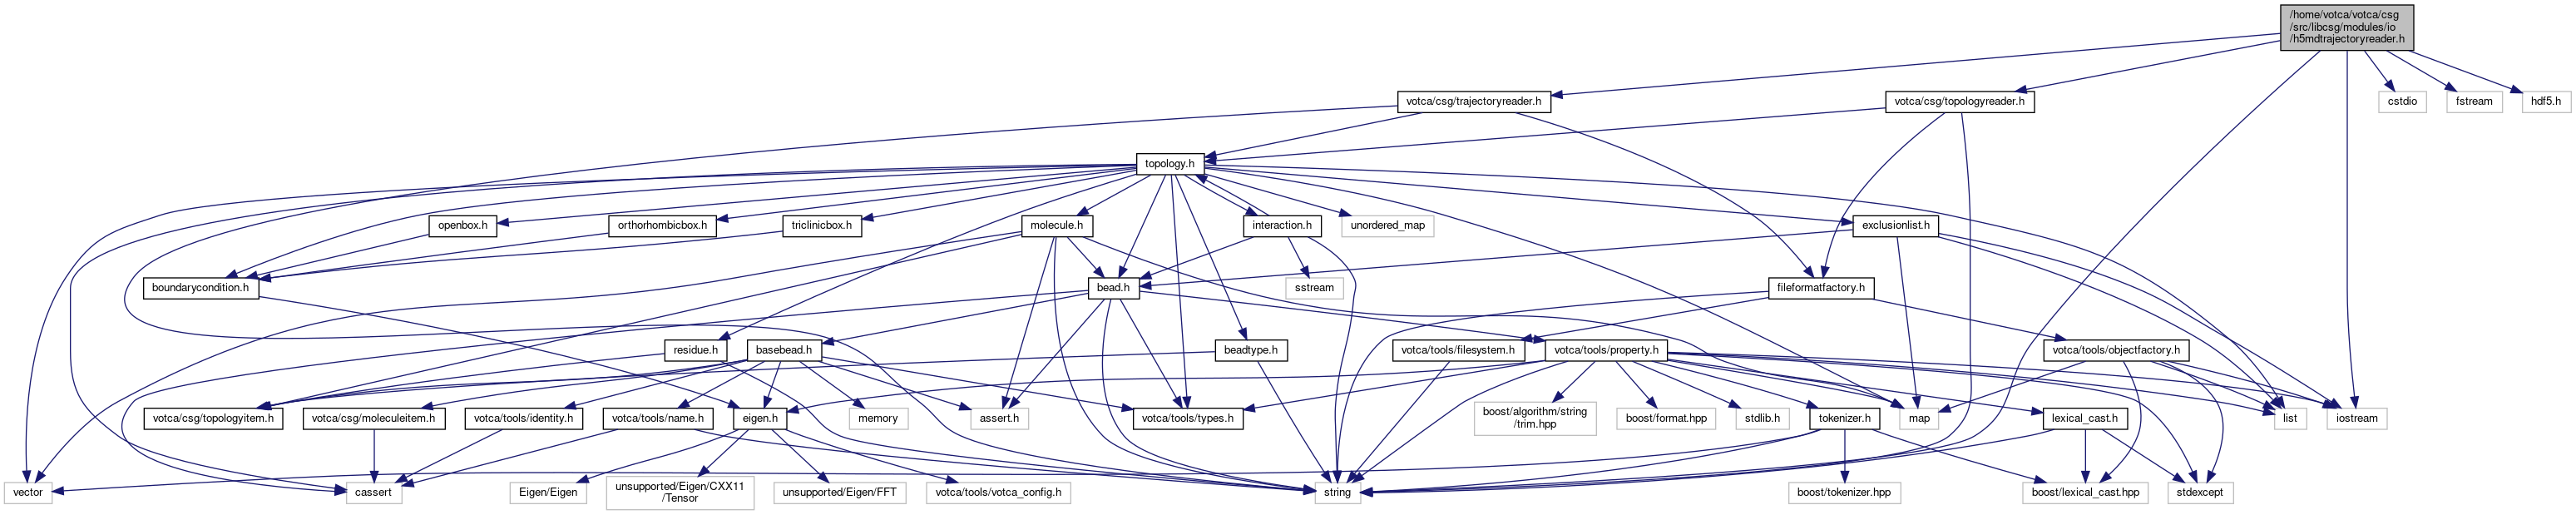 /home/votca/votca/csg
/src/libcsg/modules/io
/h5mdtrajectoryreader.h
votca/csg/trajectoryreader.h
votca/csg/topologyreader.h
cstdio
fstream
hdf5.h
topology.h
openbox.h
orthorhombicbox.h
triclinicbox.h
molecule.h
interaction.h
unordered_map
exclusionlist.h
boundarycondition.h
bead.h
sstream
fileformatfactory.h
residue.h
basebead.h
beadtype.h
votca/tools/filesystem.h
votca/tools/property.h
votca/tools/objectfactory.h
votca/csg/topologyitem.h
votca/csg/moleculeitem.h
votca/tools/identity.h
votca/tools/name.h
eigen.h
memory
assert.h
votca/tools/types.h
boost/algorithm/string
/trim.hpp
boost/format.hpp
stdlib.h
tokenizer.h
map
lexical_cast.h
list
iostream
vector
cassert
Eigen/Eigen
unsupported/Eigen/CXX11
/Tensor
unsupported/Eigen/FFT
votca/tools/votca_config.h
string
boost/tokenizer.hpp
boost/lexical_cast.hpp
stdexcept